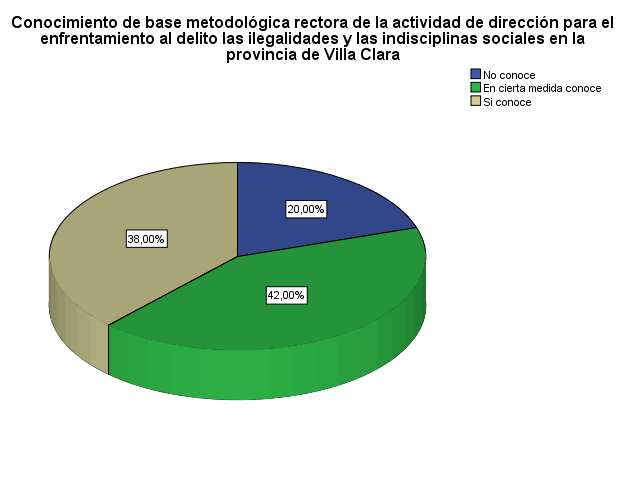 Conocimiento de base metodológica rectora de la actividad de dirección para el
enfrentamiento al delito las ilegalidades y las indisciplinas sociales en la
provincia de Villa Clara
No conoce
En cierta medida conoce
Si conoce
20,00%
38,00%
42,00%